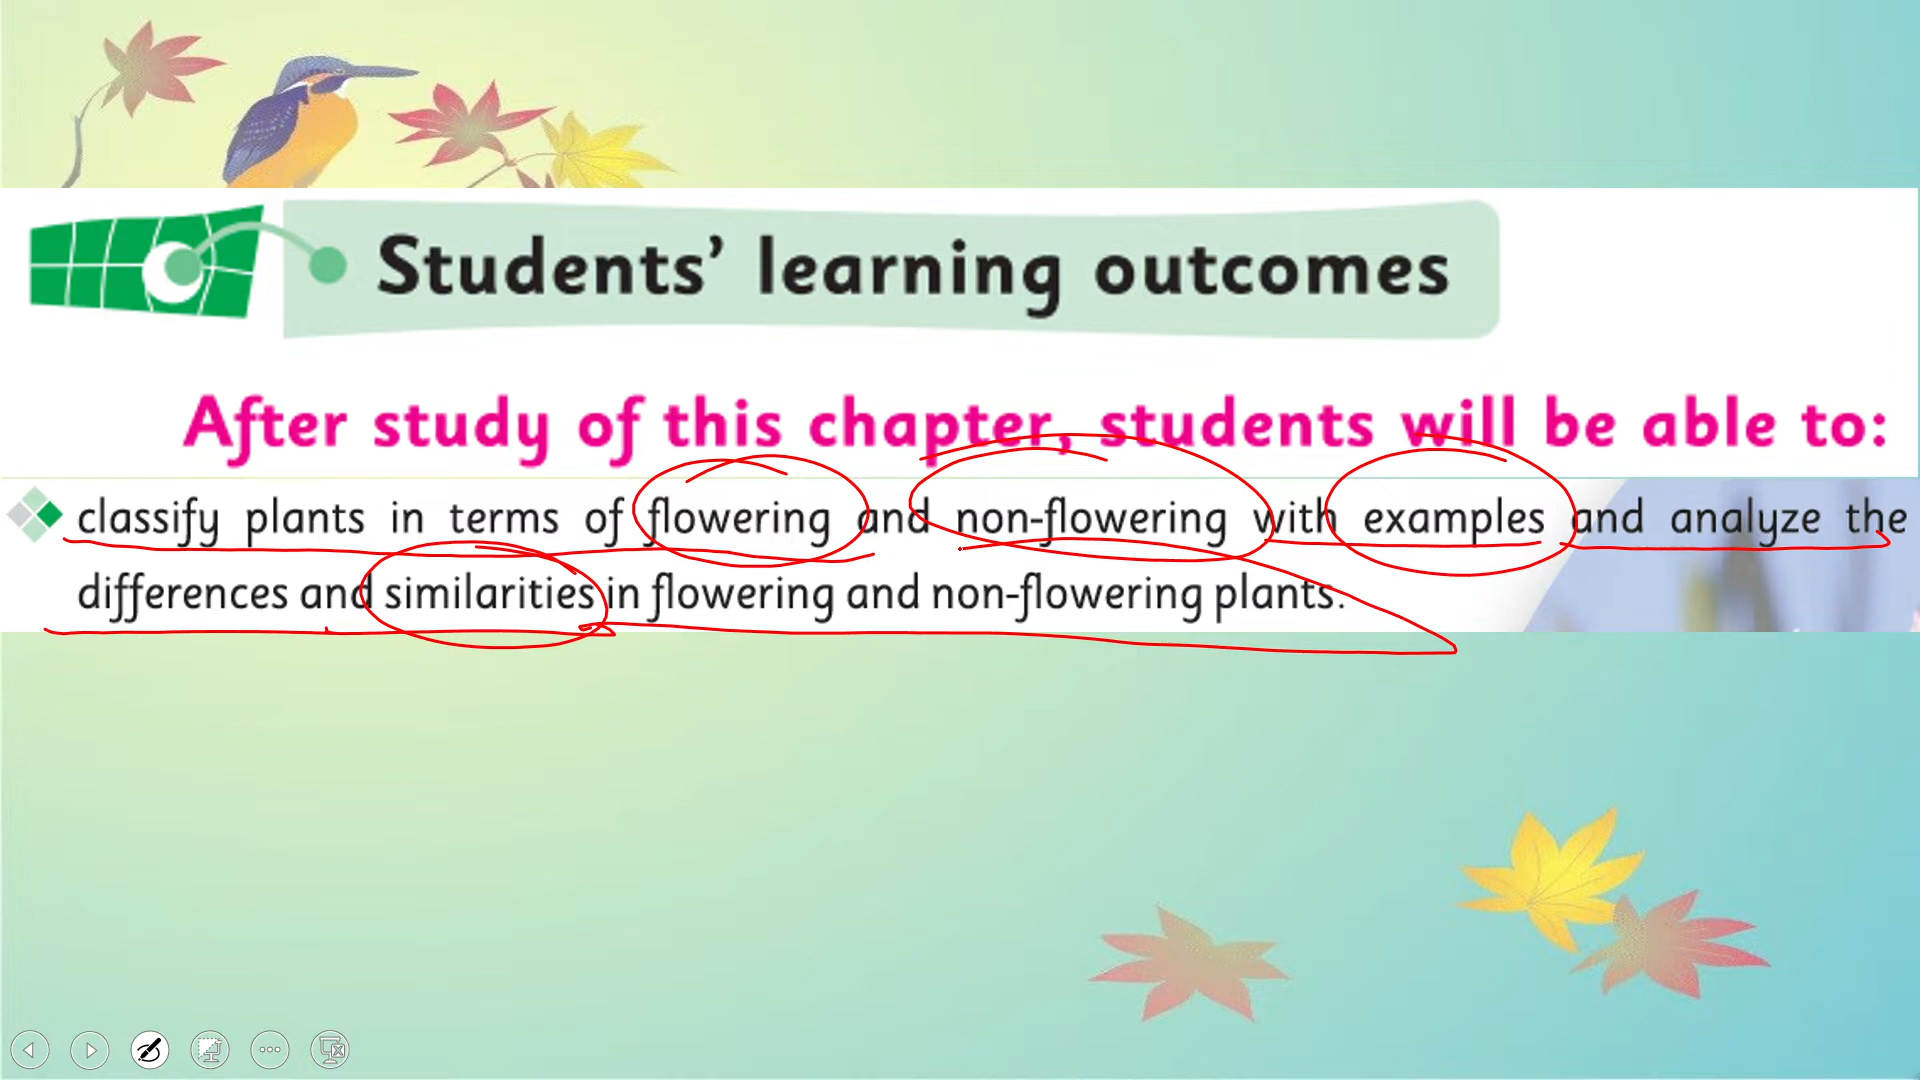 Students’ learning outcomes
After study of this chapter, students will be able to:
classify plants in terms of flowering and non-flowering with examples and analyze the
differences and similarities in flowering and non-flowering plants.